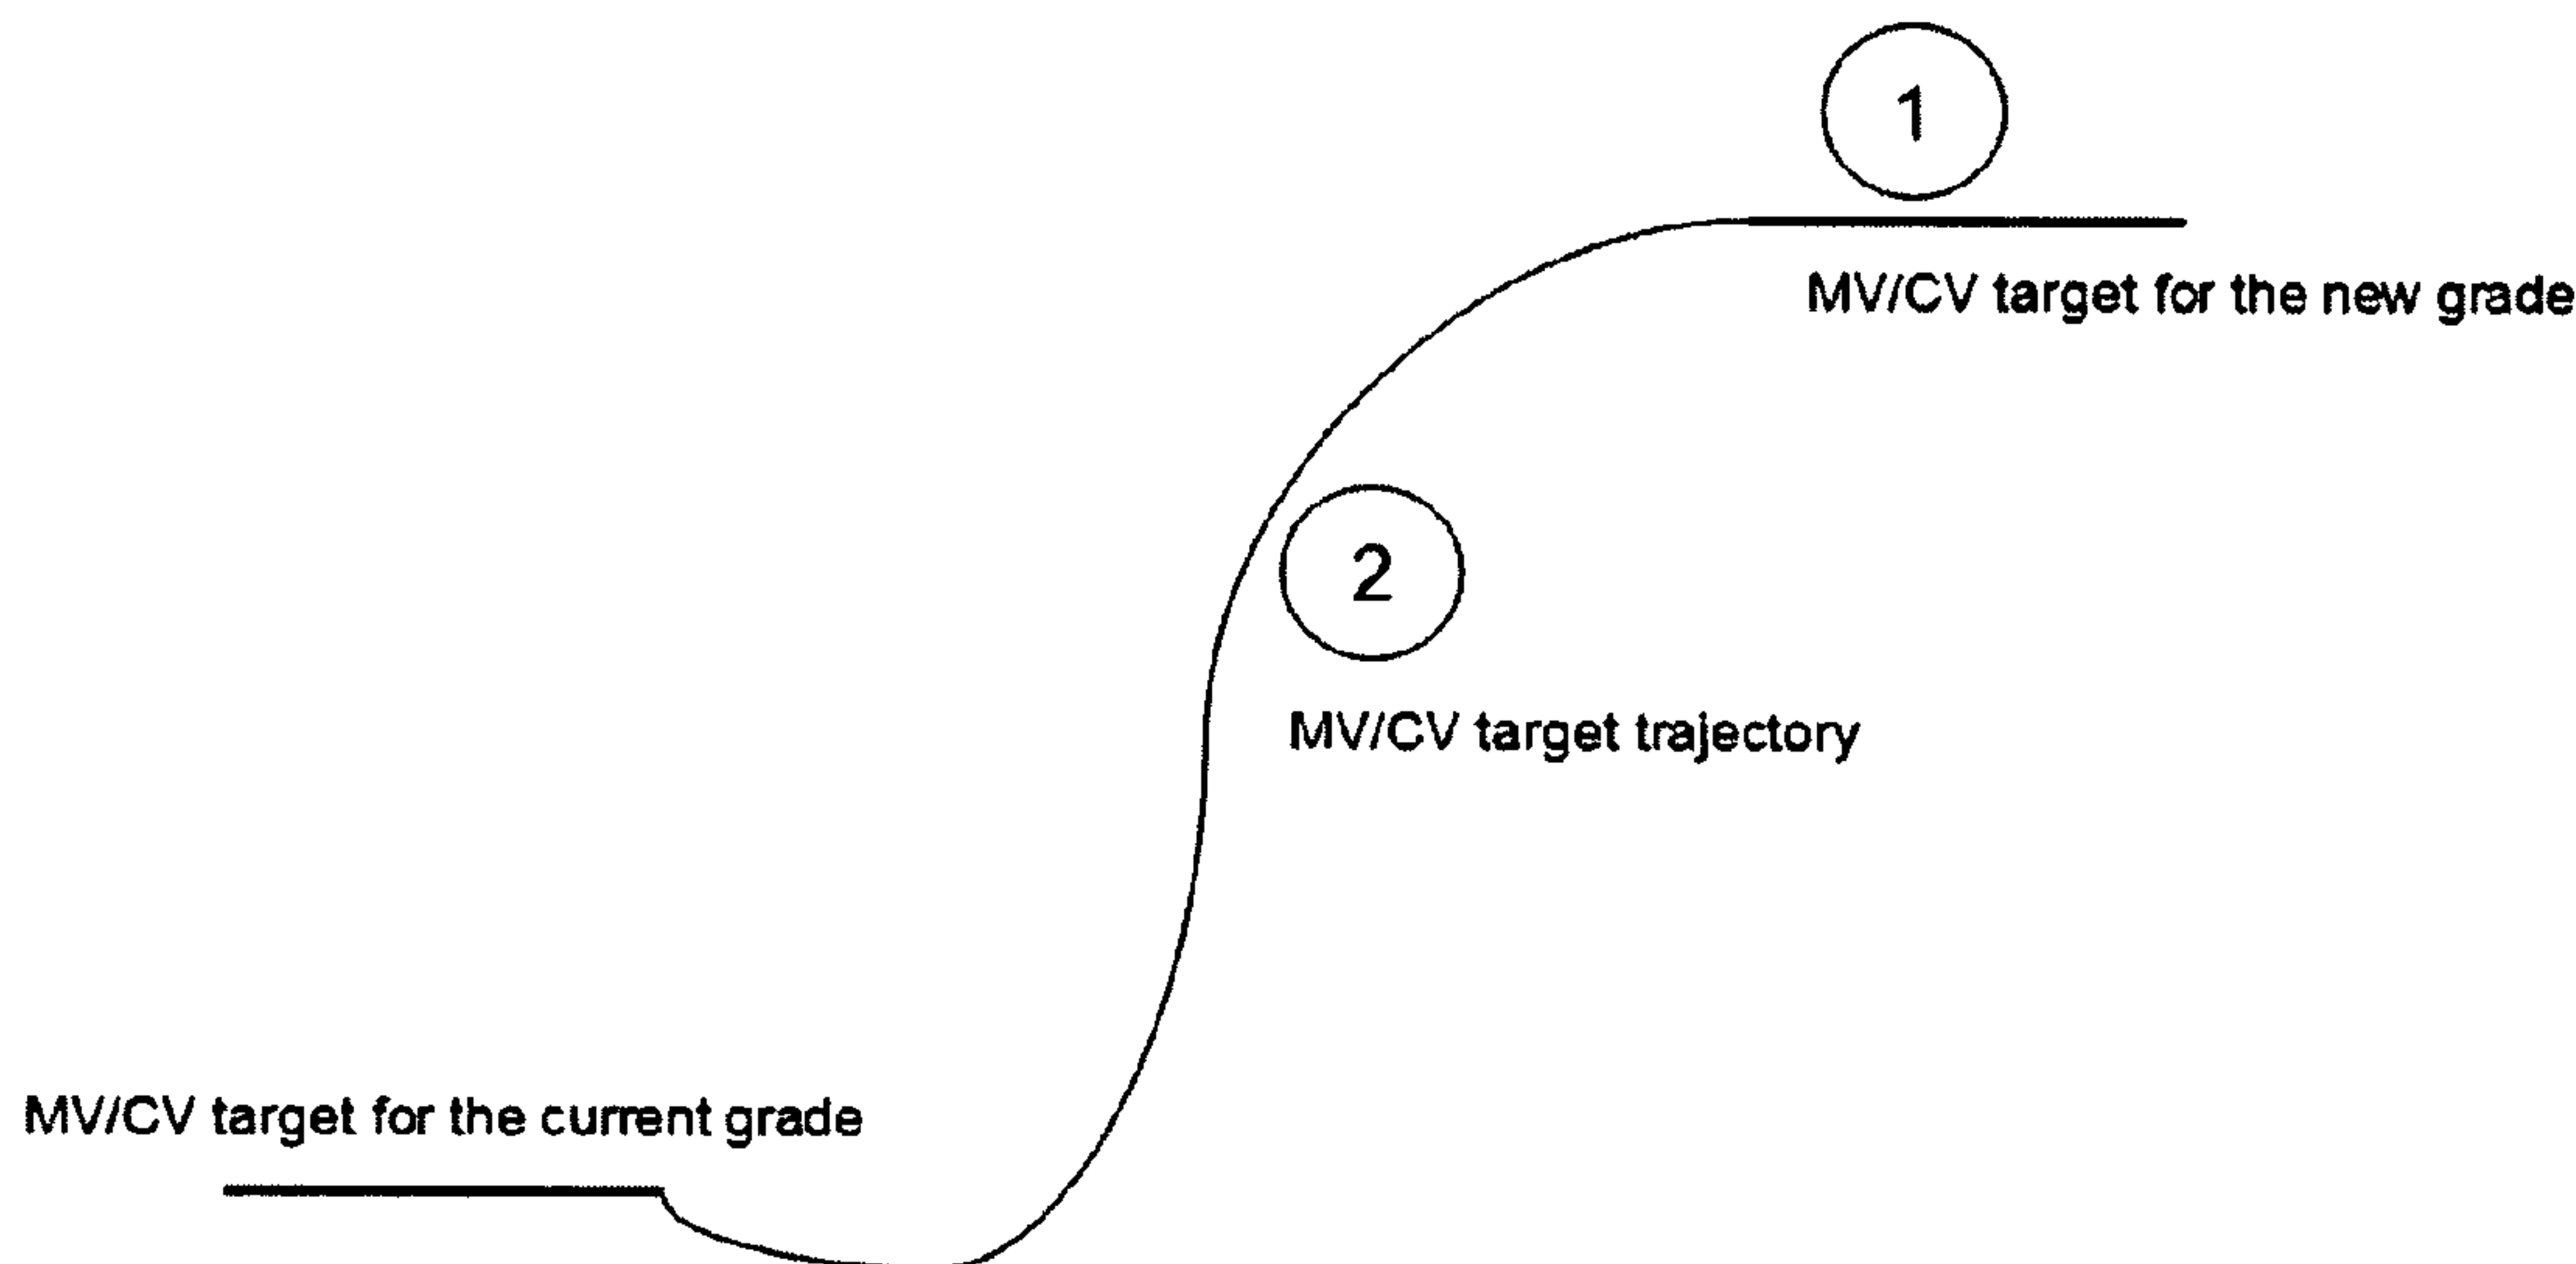 1
MV/CV target for the new grade
2
MV/CV target trajectory
MV/CV target for the current grade